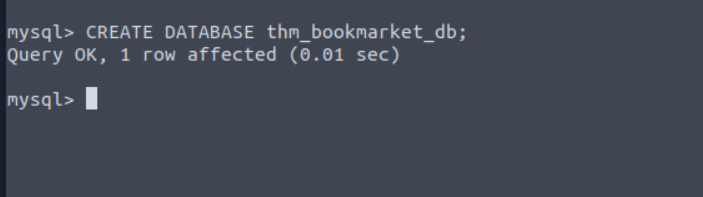 mysql> CREATE DATABASE thm_bookmarket_db;
Query OK, 1 row affected (0.01 sec)
mysql>